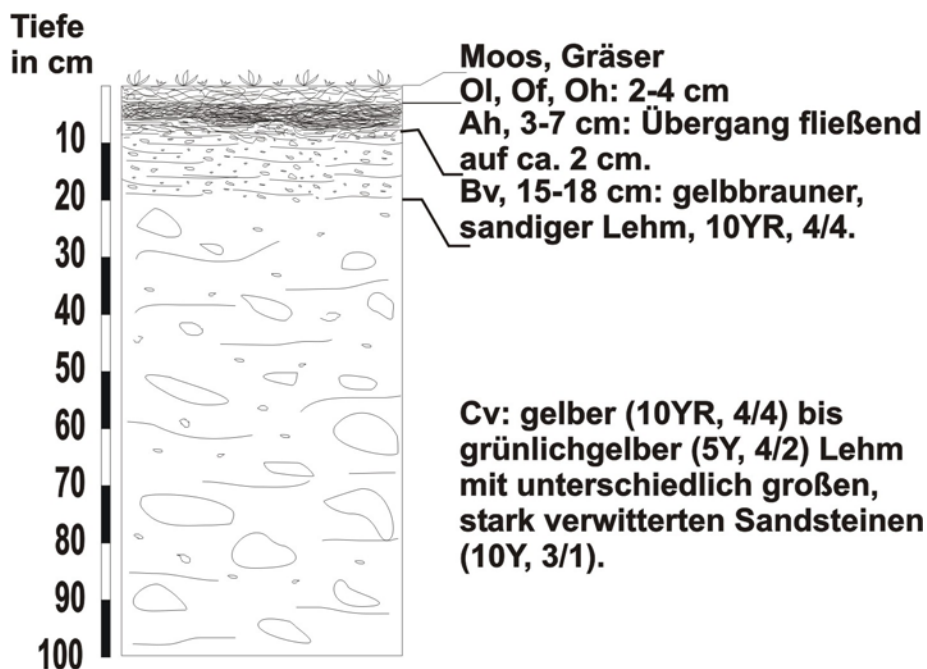 Tiefe
in cm
10
20
30
40
50
60
70
80
90
100
Moos, Gräser
Ol, Of, Oh: 2-4 cm
Ah, 3-7 cm: Übergang fließend
auf ca. 2 cm.
Bv, 15-18 cm: gelbbrauner,
sandiger Lehm, 10YR, 4/4.
Cv: gelber (10YR, 4/4) bis
grünlichgelber (5Y, 4/2) Lehm
mit unterschiedlich großen,
stark verwitterten Sandsteinen
(10Y, 3/1).